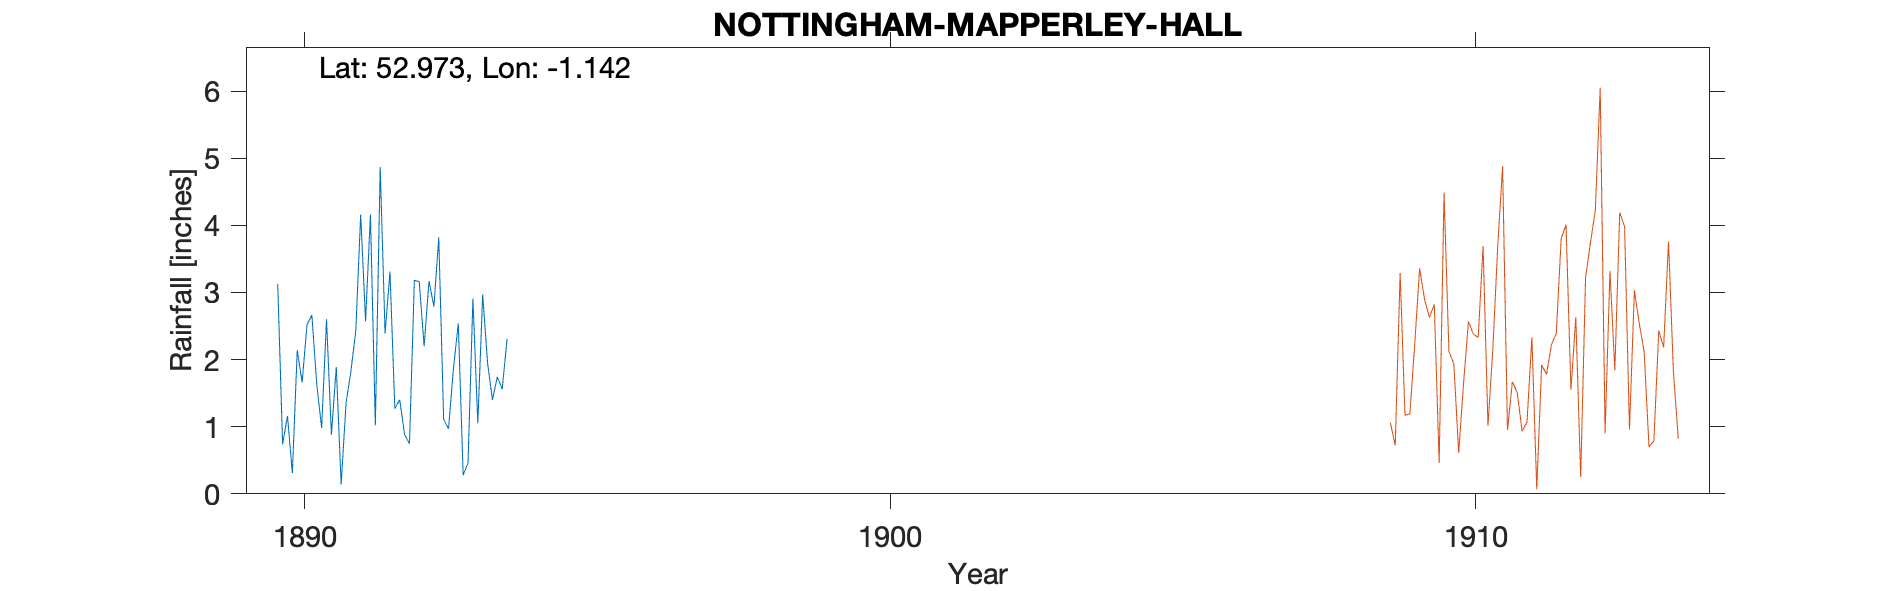 NOTTINGHAM-MAPPERLEY-HALL
Lat: 52.973, Lon: -1.142
6
5
4
3
2
1
0
Rainfall [inches]
1890 1900 1910
Year